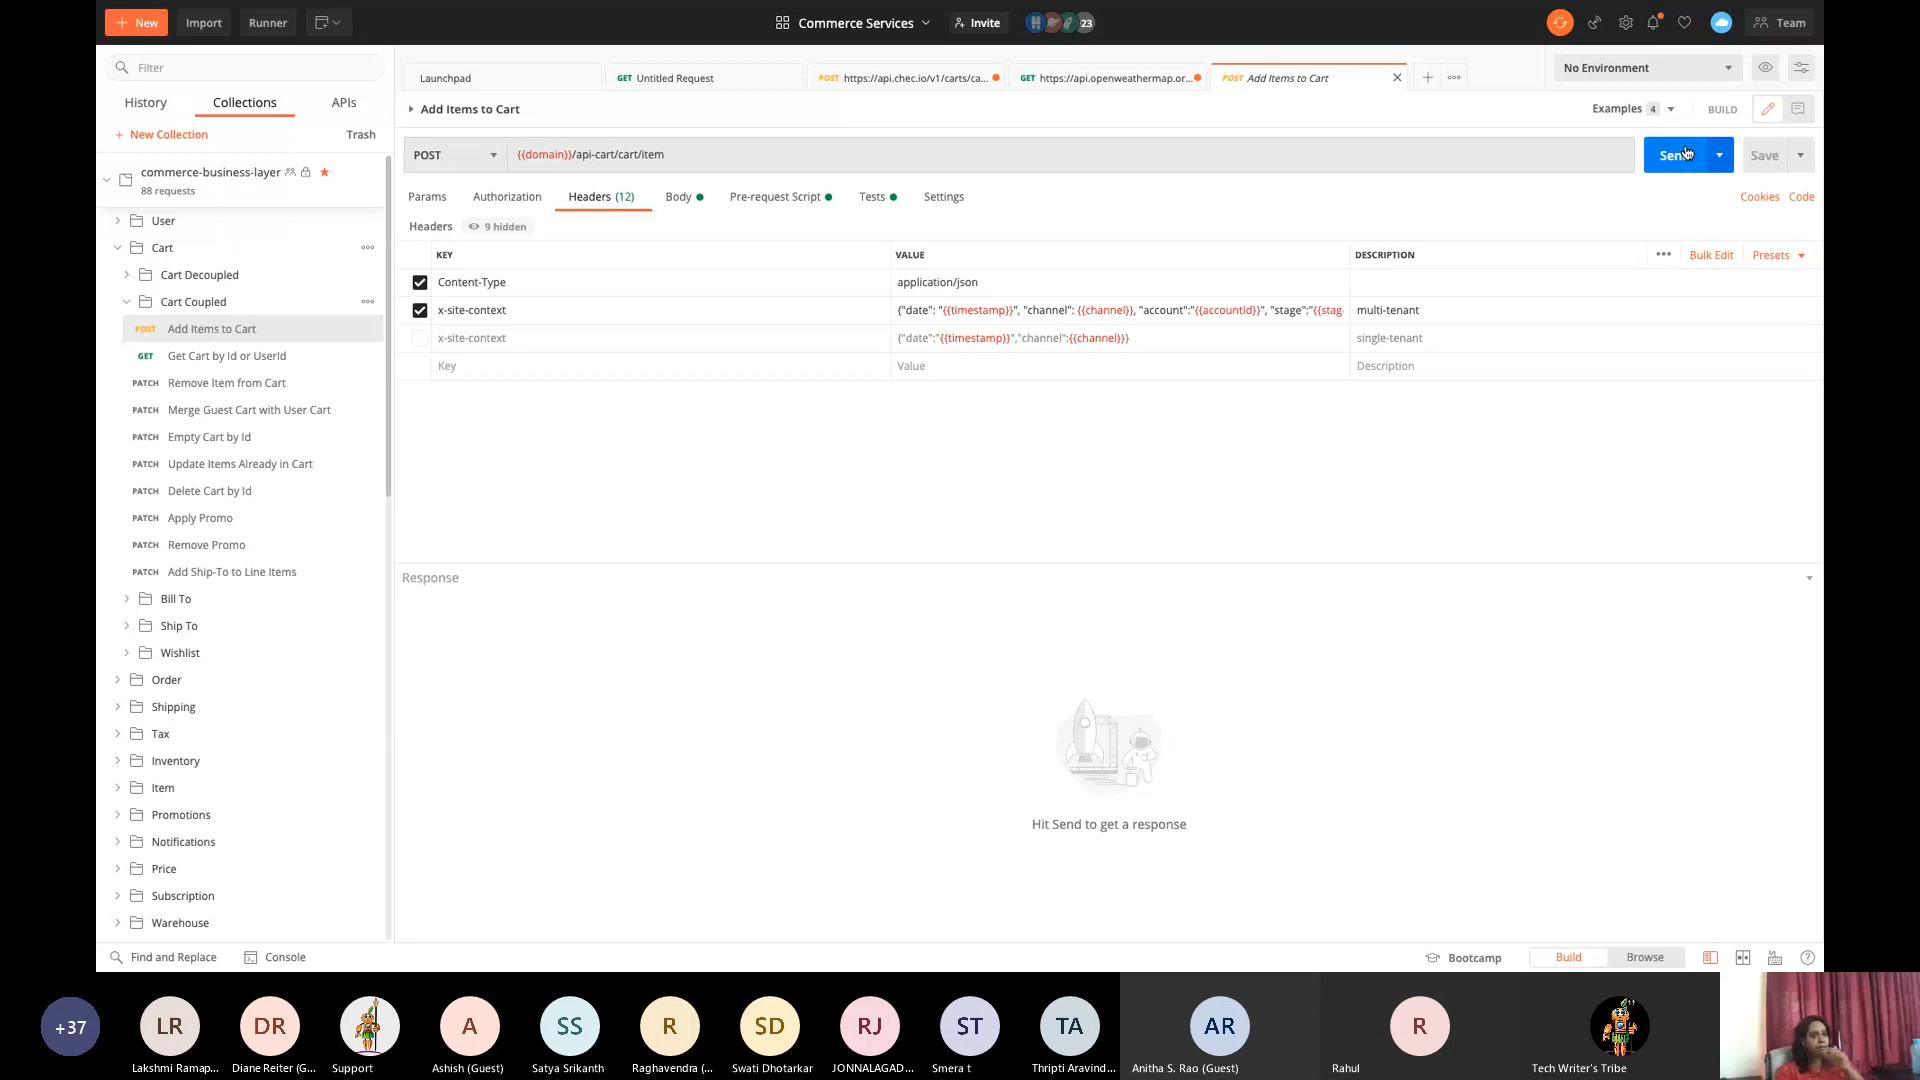 New
Import
Runner
Commerce Services
Invite
23
Team
Filter
History
Collections
APIs
New Collection
Trash
commerce-business-layer
88 requests
User
Cart
Cart Decoupled
Cart Coupled
POST Add Items to Cart
GET Get Cart by Id or UserId
PATCH Remove Item from Cart
PATCH Merge Guest Cart with User Cart
PATCH Empty Cart by Id
PATCH Update Items Already in Cart
PATCH Delete Cart by Id
PATCH Apply Promo
PATCH Remove Promo
PATCH Add Ship-To to Line Items
Bill To
Ship To
Wishlist
Order
Shipping
Tax
Inventory
Item
Promotions
Notifications
Price
Subscription
Warehouse
Launchpad
GET Untitled Request
POST https://api.chec.io/v1/carts/ca...
GET https://api.openweathermap.or...
POST Add Items to Cart
No Environment
Add Items to Cart
Examples 4
BUILD
POST
{{domain}}/api-cart/cart/item
Send
Save
Params
Authorization
Headers (12)
Body
Pre-request Script
Tests
Settings
Cookies
Code
Headers
9 hidden
KEY
VALUE
DESCRIPTION
Bulk Edit
Presets
Content-Type
application/json
x-site-context
{"date": "{{timestamp}}", "channel": {{channel}}, "account":"{{accountId}}", "stage":"{{stag
multi-tenant
x-site-context
{"date":"{{timestamp}}","channel":{{channel}}}
single-tenant
Key
Value
Description
Response
Hit Send to get a response
Find and Replace
Console
Bootcamp
Build
Browse
+37
LR
DR
A
SS
R
SD
RJ
ST
TA
AR
R
Lakshmi Ramap...
Diane Reiter (G...
Support
Ashish (Guest)
Satya Srikanth
Raghavendra (...
Swati Dhotarkar
JONNALAGAD...
Smera t
Thripti Aravind...
Anitha S. Rao (Guest)
Rahul
Tech Writer's Tribe